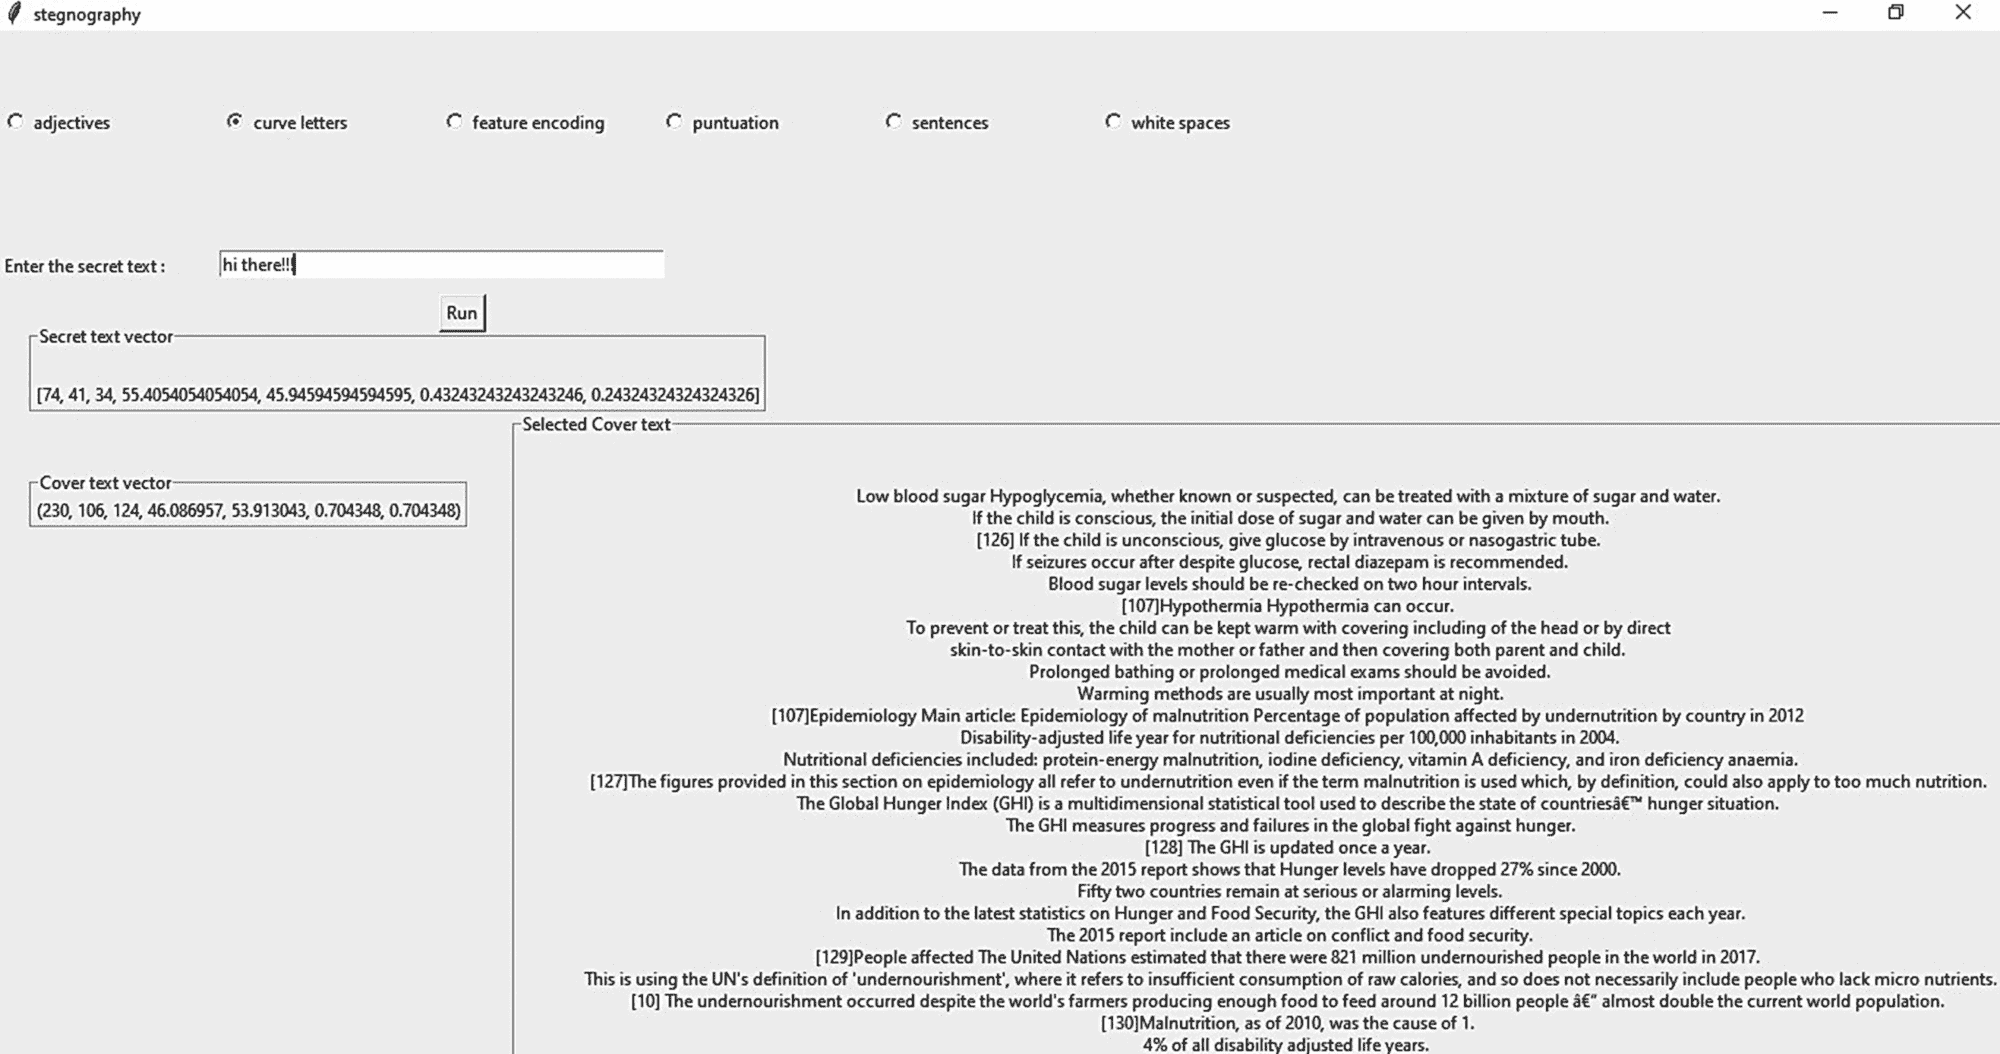 stegnography
adjectives curve letters feature encoding puntuation sentences white spaces
Enter the secret text : hi there!!!
Run
Secret text vector
[74, 41, 34, 55.4054054054054, 45.94594594594595, 0.43243243243243246, 0.24324324324324326]
Cover text vector
(230, 106, 124, 46.086957, 53.913043, 0.704348, 0.704348)
Selected Cover text
Low blood sugar Hypoglycemia, whether known or suspected, can be treated with a mixture of sugar and water.
If the child is conscious, the initial dose of sugar and water can be given by mouth.
[126] If the child is unconscious, give glucose by intravenous or nasogastric tube.
If seizures occur after despite glucose, rectal diazepam is recommended.
Blood sugar levels should be re-checked on two hour intervals.
[107]Hypothermia Hypothermia can occur.
To prevent or treat this, the child can be kept warm with covering including of the head or by direct
skin-to-skin contact with the mother or father and then covering both parent and child.
Prolonged bathing or prolonged medical exams should be avoided.
Warming methods are usually most important at night.
[107]Epidemiology Main article: Epidemiology of malnutrition Percentage of population affected by undernutrition by country in 2012
Disability-adjusted life year for nutritional deficiencies per 100,000 inhabitants in 2004.
Nutritional deficiencies included: protein-energy malnutrition, iodine deficiency, vitamin A deficiency, and iron deficiency anaemia.
[127]The figures provided in this section on epidemiology all refer to undernutrition even if the term malnutrition is used which, by definition, could also apply to too much nutrition.
The Global Hunger Index (GHI) is a multidimensional statistical tool used to describe the state of countriesâ€™ hunger situation.
The GHI measures progress and failures in the global fight against hunger.
[128] The GHI is updated once a year.
The data from the 2015 report shows that Hunger levels have dropped 27% since 2000.
Fifty two countries remain at serious or alarming levels.
In addition to the latest statistics on Hunger and Food Security, the GHI also features different special topics each year.
The 2015 report include an article on conflict and food security.
[129]People affected The United Nations estimated that there were 821 million undernourished people in the world in 2017.
This is using the UN's definition of 'undernourishment', where it refers to insufficient consumption of raw calories, and so does not necessarily include people who lack micro nutrients.
[10] The undernourishment occurred despite the world's farmers producing enough food to feed around 12 billion people â€“ almost double the current world population.
[130]Malnutrition, as of 2010, was the cause of 1.
4% of all disability adjusted life years.